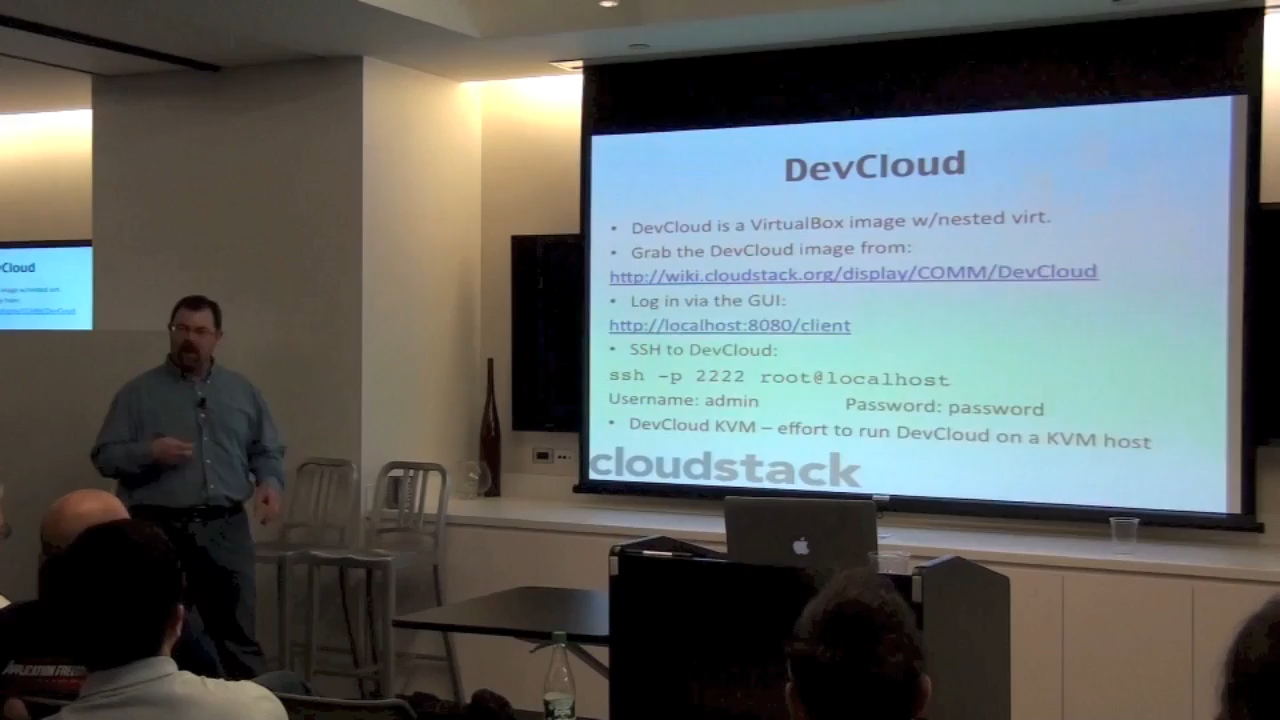 DevCloud
• DevCloud is a VirtualBox image w/nested virt.
• Grab the DevCloud image from:
http://wiki.cloudstack.org/display/COMM/DevCloud
• Log in via the GUI:
http://localhost:8080/client
• SSH to DevCloud:
ssh -p 2222 root@localhost
Username: admin Password: password
• DevCloud KVM – effort to run DevCloud on a KVM host
cloudstack
Cloud
APPLICATION